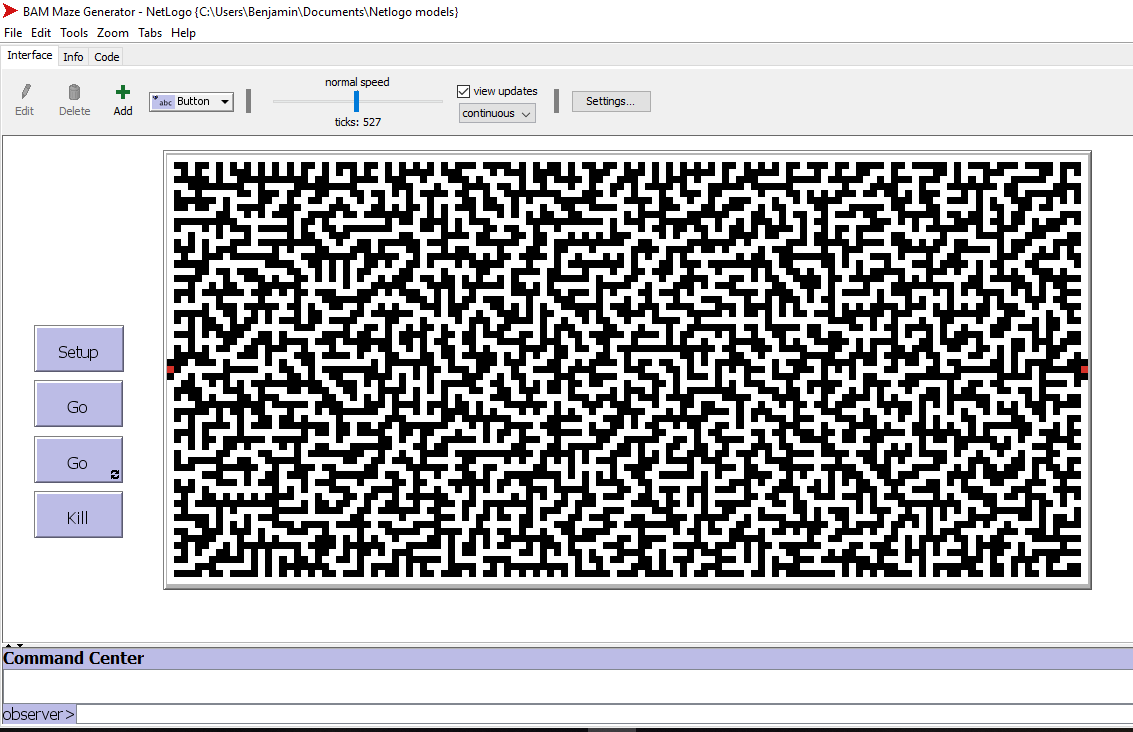 BAM Maze Generator - NetLogo {C:\Users\Benjamin\Documents\Netlogo models}
File Edit Tools Zoom Tabs Help
Interface Info Code
normal speed
view updates
Edit Delete Add abc Button Settings...
continuous
ticks: 527
Setup
Go
Go
Kill
Command Center
observer>